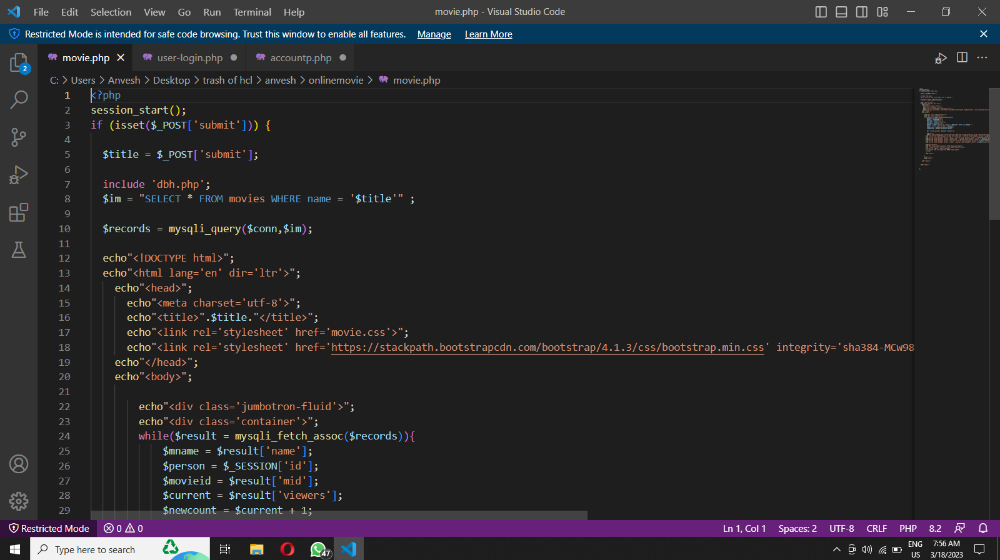 File Edit Selection View Go Run Terminal Help movie.php - Visual Studio Code
Restricted Mode is intended for safe code browsing. Trust this window to enable all features. Manage Learn More
2
movie.php user-login.php accountp.php
C: > Users > Anvesh > Desktop > trash of hcl > anvesh > onlinemovie > movie.php
1 <?php
2 session_start();
3 if (isset($_POST['submit'])) {
4
5 $title = $_POST['submit'];
6
7 include 'dbh.php';
8 $im = "SELECT * FROM movies WHERE name = '$title'" ;
9
10 $records = mysqli_query($conn,$im);
11
12 echo"<!DOCTYPE html>";
13 echo"<html lang='en' dir='ltr'>";
14 echo"<head>";
15 echo"<meta charset='utf-8'>";
16 echo"<title>".$title."</title>";
17 echo"<link rel='stylesheet' href='movie.css'>";
18 echo"<link rel='stylesheet' href='https://stackpath.bootstrapcdn.com/bootstrap/4.1.3/css/bootstrap.min.css' integrity='sha384-MCw98
19 echo"</head>";
20 echo"<body>";
21
22 echo"<div class='jumbotron-fluid'>";
23 echo"<div class='container'>";
24 while($result = mysqli_fetch_assoc($records)){
25 $mname = $result['name'];
26 $person = $_SESSION['id'];
27 $movieid = $result['mid'];
28 $current = $result['viewers'];
29 $newcount = $current + 1;
Restricted Mode 0 0 Ln 1, Col 1 Spaces: 2 UTF-8 CRLF PHP 8.2
Type here to search 47 ENG US 7:56 AM 3/18/2023